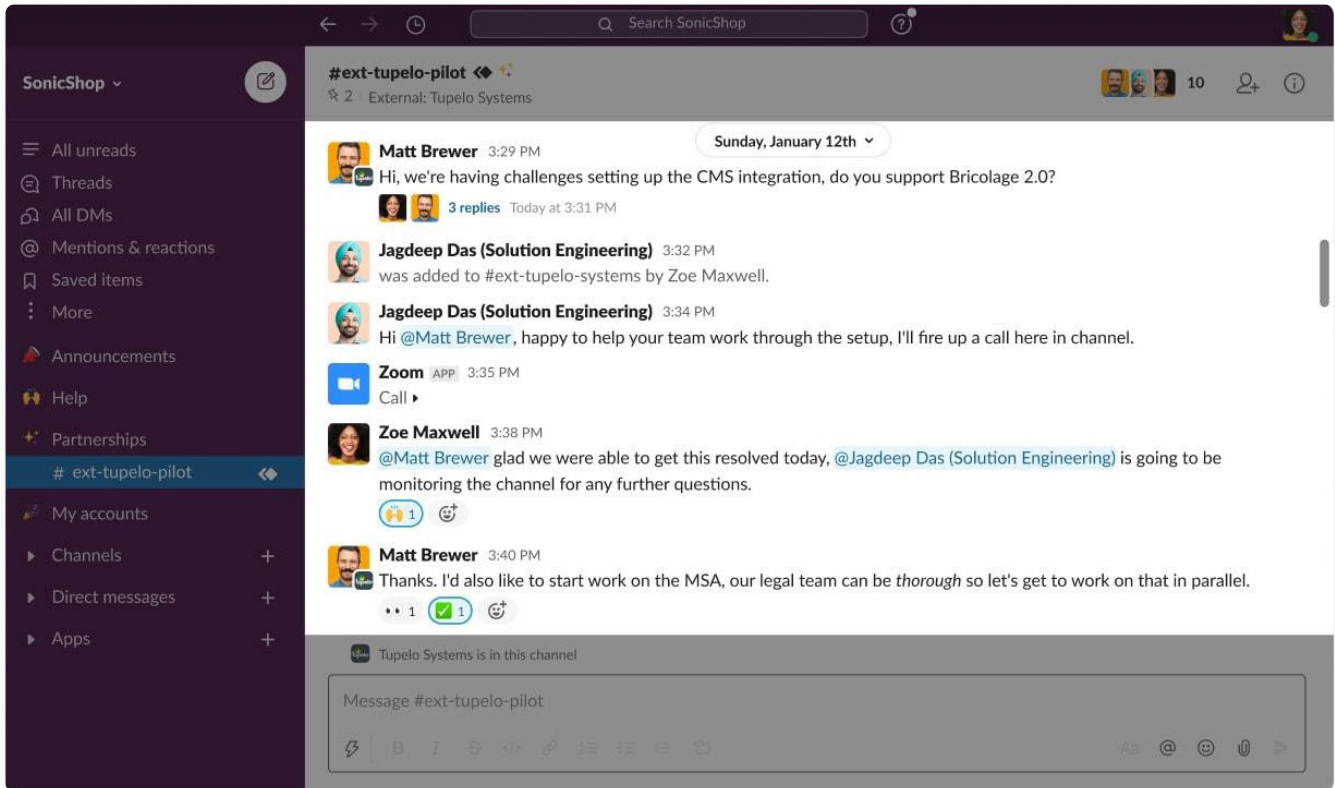 Search SonicShop
SonicShop
All unreads
Threads
All DMs
Mentions & reactions
Saved items
More
Announcements
Help
Partnerships
# ext-tupelo-pilot
My accounts
Channels
Direct messages
Apps
#ext-tupelo-pilot
2 External: Tupelo Systems
10
Sunday, January 12th
Matt Brewer 3:29 PM
Hi, we're having challenges setting up the CMS integration, do you support Bricolage 2.0?
3 replies Today at 3:31 PM
Jagdeep Das (Solution Engineering) 3:32 PM
was added to #ext-tupelo-systems by Zoe Maxwell.
Jagdeep Das (Solution Engineering) 3:34 PM
Hi @Matt Brewer, happy to help your team work through the setup, I'll fire up a call here in channel.
Zoom APP 3:35 PM
Call
Zoe Maxwell 3:38 PM
@Matt Brewer glad we were able to get this resolved today, @Jagdeep Das (Solution Engineering) is going to be
monitoring the channel for any further questions.
1
Matt Brewer 3:40 PM
Thanks. I'd also like to start work on the MSA, our legal team can be thorough so let's get to work on that in parallel.
1 1
Tupelo Systems is in this channel
Message #ext-tupelo-pilot
B I S </> Aa @